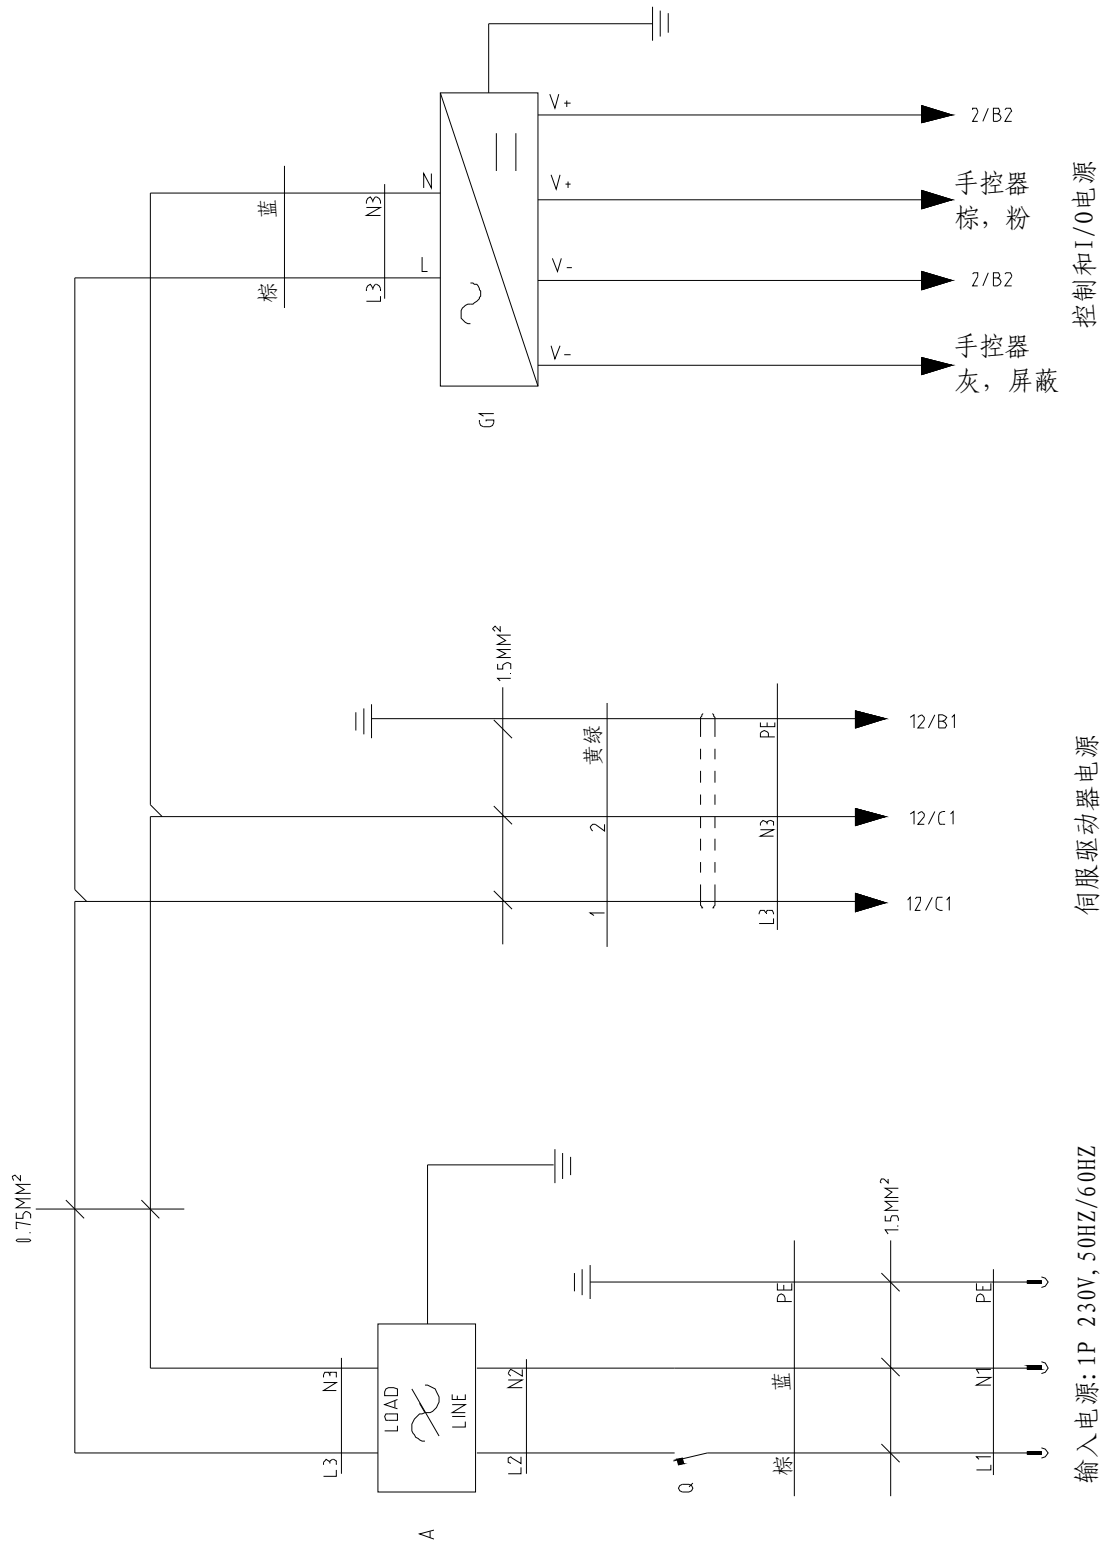 V+
2/B2
N
蓝
N3
V+
手控器
棕, 粉
L
棕
L3
V-
2/B2
V-
手控器
灰, 屏蔽
G1
控制和I/O电源
1.5MM²
黄绿
PE
12/B1
2
N3
12/C1
1
L3
12/C1
伺服驱动器电源
0.75MM²
1.5MM²
PE
PE
N3
LOAD
LINE
N2
蓝
N1
L3
L2
Q
棕
L1
A
输入电源: 1P 230V, 50HZ/60HZ